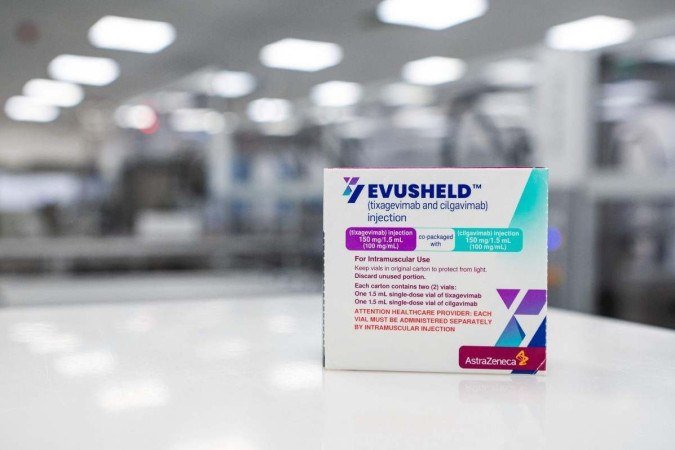 EVUSHELD™
(tixagevimab and cilgavimab)
injection
(tixagevimab) injection
150 mg/1.5 mL
(100 mg/mL)
co-packaged
with
(cilgavimab) injection
150 mg/1.5 mL
(100 mg/mL)
For Intramuscular Use
Keep vials in original carton to protect from light.
Discard unused portion.
Each carton contains two (2) vials:
One 1.5 mL single-dose vial of tixagevimab
One 1.5 mL single-dose vial of cilgavimab
ATTENTION HEALTHCARE PROVIDER: EACH
VIAL MUST BE ADMINISTERED SEPARATELY
BY INTRAMUSCULAR INJECTION
AstraZeneca